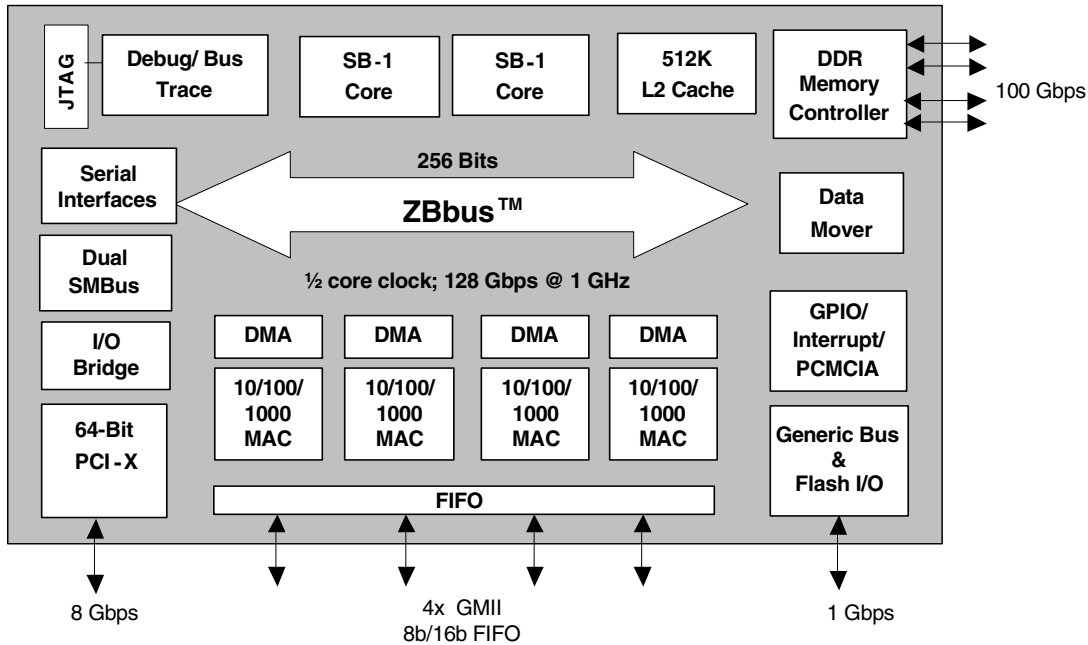 JTAG
Debug/ Bus
Trace
SB-1
Core
SB-1
Core
512K
L2 Cache
DDR
Memory
Controller
100 Gbps
Serial
Interfaces
256 Bits
ZBbus™
½ core clock; 128 Gbps @ 1 GHz
Data
Mover
Dual
SMBus
I/O
Bridge
64-Bit
PCI-X
DMA
DMA
DMA
DMA
10/100/
1000
MAC
10/100/
1000
MAC
10/100/
1000
MAC
10/100/
1000
MAC
FIFO
GPIO/
Interrupt/
PCMCIA
Generic Bus
&
Flash I/O
8 Gbps
4x GMII
8b/16b FIFO
1 Gbps